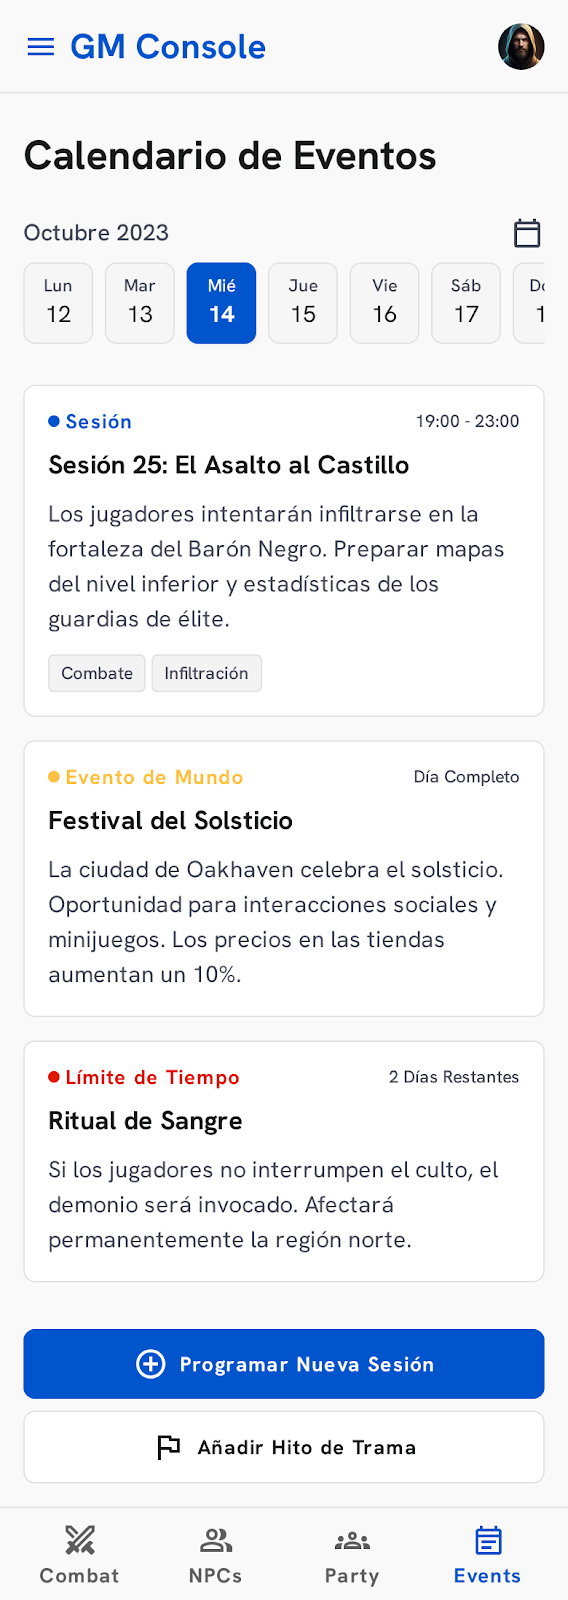 GM Console
Calendario de Eventos
Octubre 2023
Lun Mar Mié Jue Vie Sáb
12 13 14 15 16 17
Sesión 19:00 - 23:00
Sesión 25: El Asalto al Castillo
Los jugadores intentarán infiltrarse en la
fortaleza del Barón Negro. Preparar mapas
del nivel inferior y estadísticas de los
guardias de élite.
Combate Infiltración
Evento de Mundo Día Completo
Festival del Solsticio
La ciudad de Oakhaven celebra el solsticio.
Oportunidad para interacciones sociales y
minijuegos. Los precios en las tiendas
aumentan un 10%.
Límite de Tiempo 2 Días Restantes
Ritual de Sangre
Si los jugadores no interrumpen el culto, el
demonio será invocado. Afectará
permanentemente la región norte.
Programar Nueva Sesión
Añadir Hito de Trama
Combat NPCs Party Events